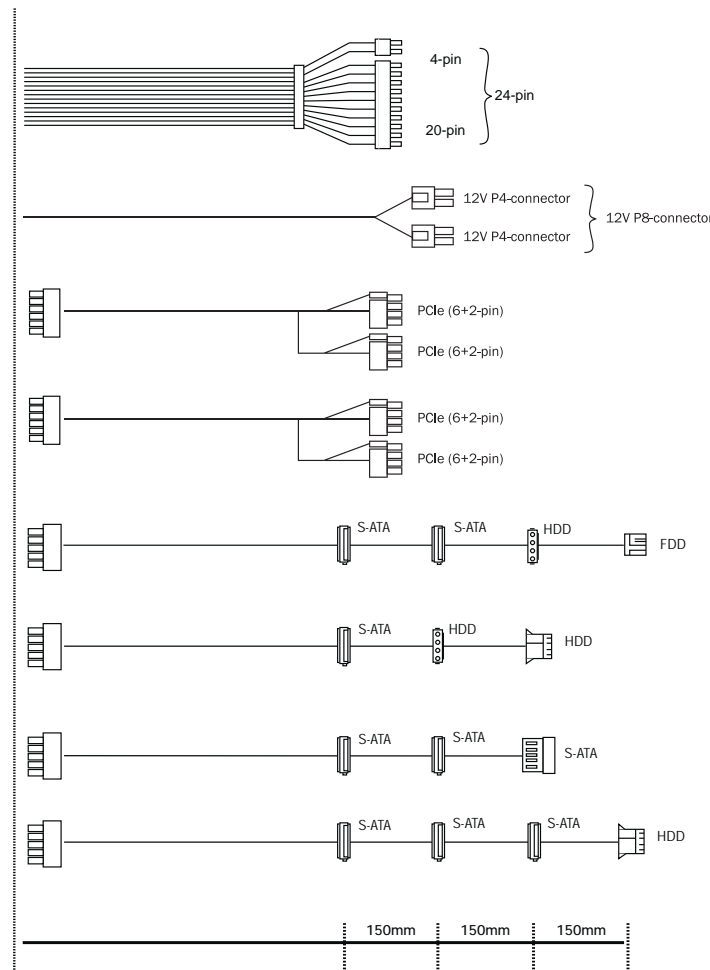 4-pin
24-pin
20-pin
12V P4-connector
12V P8-connector
12V P4-connector
PCIe (6+2-pin)
PCIe (6+2-pin)
PCIe (6+2-pin)
PCIe (6+2-pin)
S-ATA S-ATA HDD FDD
S-ATA HDD HDD
S-ATA S-ATA S-ATA
S-ATA S-ATA S-ATA HDD
150mm 150mm 150mm